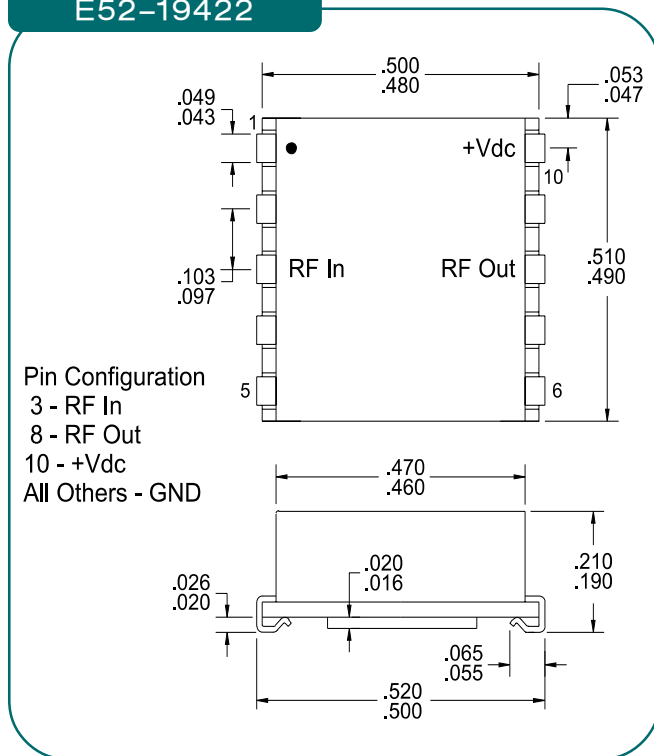 E52–19422
.500
.480
.053
.047
.049
.043
1
+Vdc
10
RF In
RF Out
.510
.490
.103
.097
5
6
Pin Configuration
3 - RF In
8 - RF Out
10 - +Vdc
All Others - GND
.470
.460
.020
.016
.210
.190
.026
.020
.065
.055
.520
.500